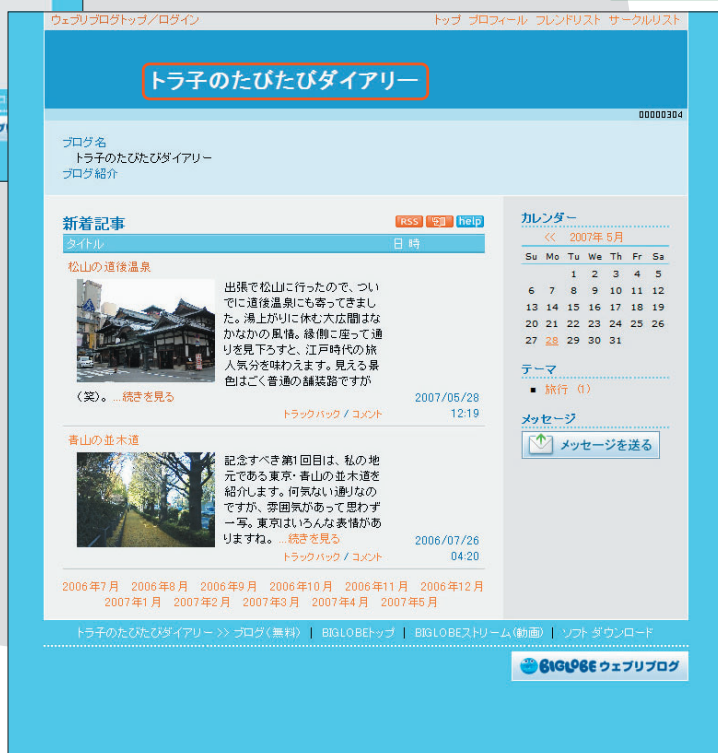 ウェブリブログトップ／ログイン
トップ プロフィール フレンドリスト サークルリスト
トラ子のたびたびダイアリー
00000304
ブログ名
トラ子のたびたびダイアリー
ブログ紹介
新着記事
RSS
help
タイトル
日 時
松山の道後温泉
出張で松山に行ったので、つい
でに道後温泉にも寄ってきまし
た。湯上がりに休む大広間はな
かなかの風情。縁側に座って通
りを見下ろすと、江戸時代の旅
人気分を味わえます。見える景
色はごく普通の舗装路ですが
（笑）。...続きを見る
2007/05/28
トラックバック / コメント
12:19
青山の並木道
記念すべき第1回目は、私の地
元である東京・青山の並木道を
紹介します。何気ない通りなの
ですが、雰囲気があって思わず
一写。東京はいろんな表情があ
りますね。...続きを見る
2006/07/26
トラックバック / コメント
04:20
2006年7月 2006年8月 2006年9月 2006年10月 2006年11月 2006年12月
2007年1月 2007年2月 2007年3月 2007年4月 2007年5月
カレンダー
<< 2007年 5月
Su Mo Tu We Th Fr Sa
1 2 3 4 5
6 7 8 9 10 11 12
13 14 15 16 17 18 19
20 21 22 23 24 25 26
27 28 29 30 31
テーマ
■ 旅行 (1)
メッセージ
メッセージを送る
トラ子のたびたびダイアリー >> ブログ(無料) | BIGLOBEトップ | BIGLOBEストリーム(動画) | ソフトダウンロード
BIGLOBE ウェブリブログ